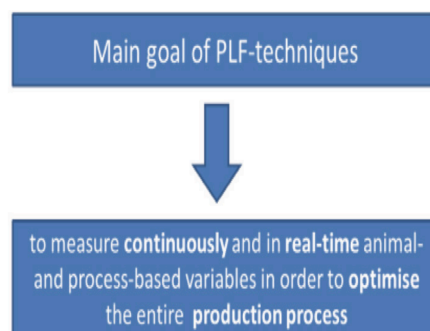 Main goal of PLF-techniques
to measure continuously and in real-time animal-
and process-based variables in order to optimise
the entire production process